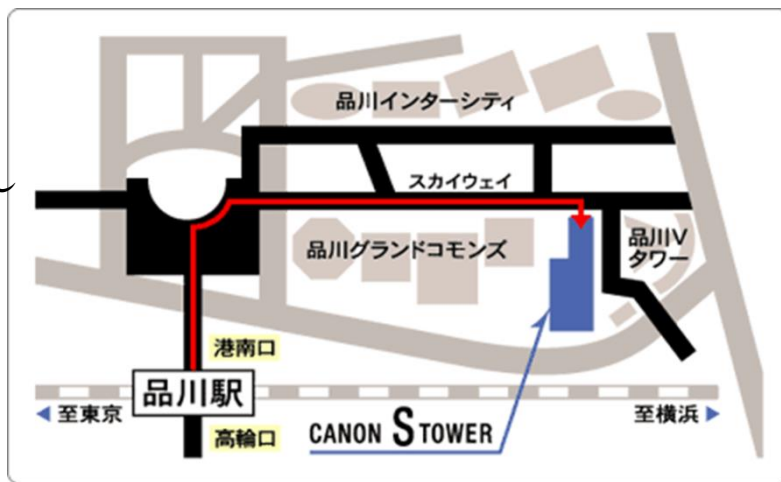 品川インターシティ
スカイウェイ
品川グランドコモンズ
品川V
タワー
港南口
品川駅
至東京
高輪口
CANON S TOWER
至横浜